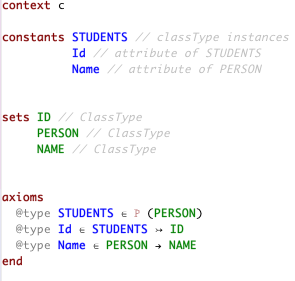 context c
constants STUDENTS // classType instances
Id // attribute of STUDENTS
Name // attribute of PERSON
sets ID // ClassType
PERSON // ClassType
NAME // ClassType
axioms
@type STUDENTS ∈ ℙ (PERSON)
@type Id ∈ STUDENTS ↣ ID
@type Name ∈ PERSON → NAME
end